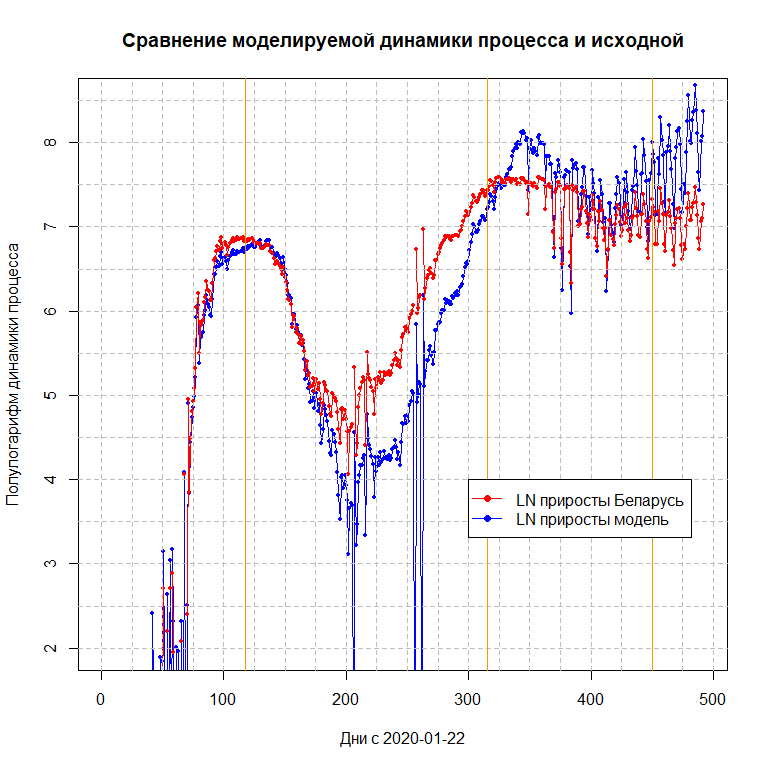 Сравнение моделируемой динамики процесса и исходной
Популогарифм динамики процесса
8
7
6
5
4
3
2
LN приросты Беларусь
LN приросты модель
0 100 200 300 400 500
Дни с 2020-01-22